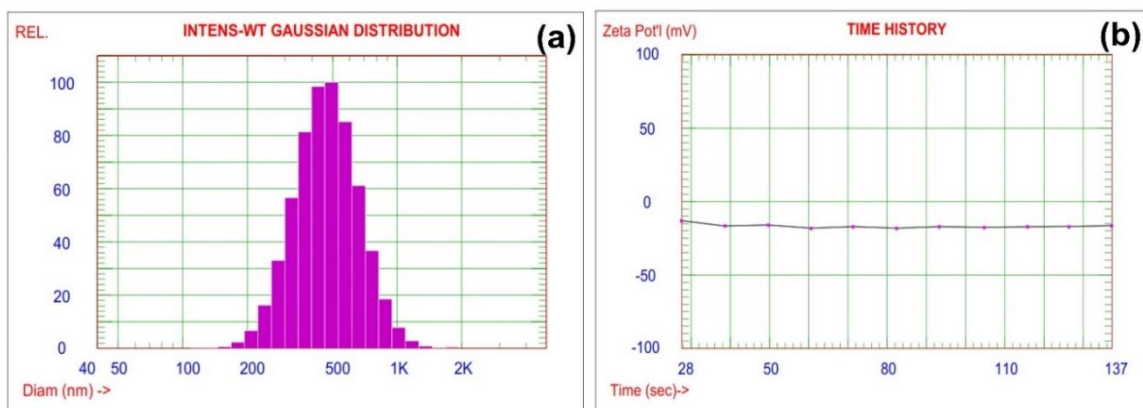 REL. INTENS-WT GAUSSIAN DISTRIBUTION (a)
100
80
60
40
20
0
40 50 100 200 500 1K 2K
Diam (nm) ->
Zeta Pot'l (mV) TIME HISTORY (b)
100
50
0
-50
-100
28 50 80 110 137
Time (sec)->